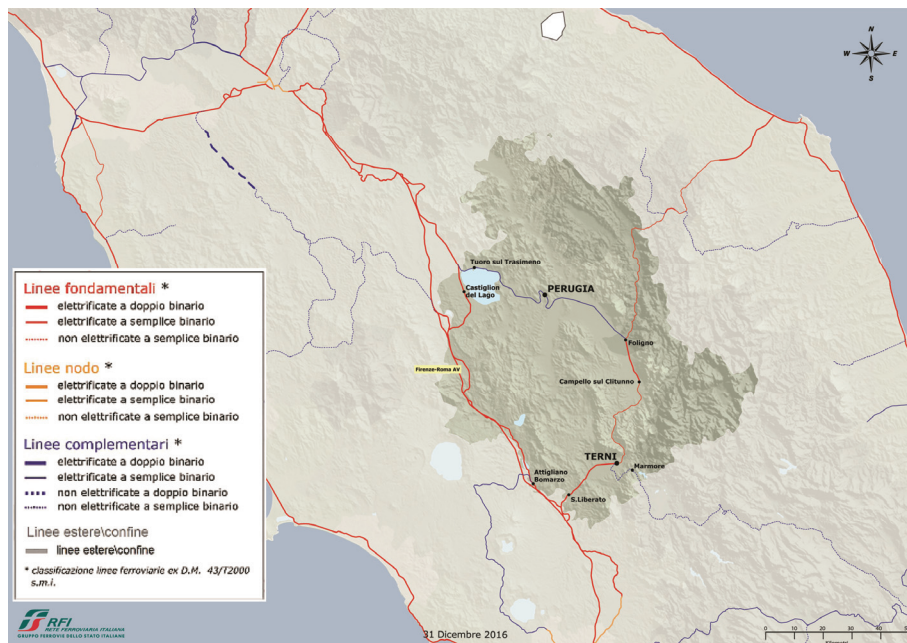 N
W E
S
Tuoro sul Trasimeno
Castiglion
del Lago
PERUGIA
Foligno
Firenze-Roma AV
Campello sul Clitunno
TERNI
Marmore
Attigliano
Bomarzo
S.Liberato
Linee fondamentali *
elettrificate a doppio binario
elettrificate a semplice binario
non elettrificate a semplice binario
Linee nodo *
elettrificate a doppio binario
elettrificate a semplice binario
non elettrificate a semplice binario
Linee complementari *
elettrificate a doppio binario
elettrificate a semplice binario
non elettrificate a doppio binario
non elettrificate a semplice binario
Linee estere\confine
linee estere\confine
* classificazione linee ferroviarie ex D.M. 43/T2000
s.m.i.
RFI
RETE FERROVIARIA ITALIANA
GRUPPO FERROVIE DELLO STATO ITALIANE
31 Dicembre 2016
0 10 20 30 40